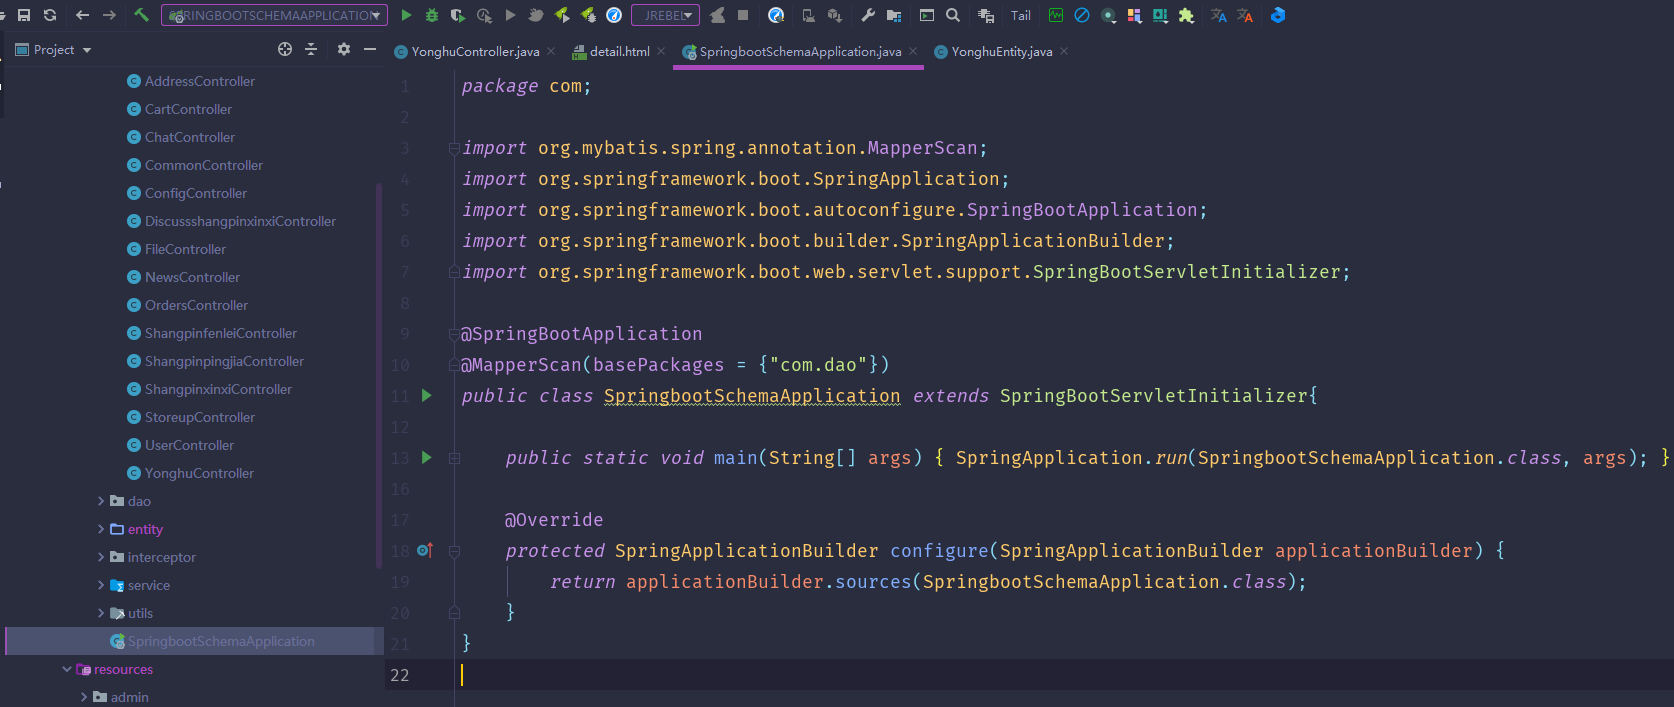 SPRINGBOOTSCHEMAAPPLICATION
JREBEL
Tail
Project
YonghuController.java
detail.html
SpringbootSchemaApplication.java
YonghuEntity.java
AddressController
CartController
ChatController
CommonController
ConfigController
DiscussshangpinxinxiController
FileController
NewsController
OrdersController
ShangpinfenleiController
ShangpinpingjiaController
ShangpinxinxiController
StoreupController
UserController
YonghuController
dao
entity
interceptor
service
utils
SpringbootSchemaApplication
resources
admin
1 package com;
2
3 import org.mybatis.spring.annotation.MapperScan;
4 import org.springframework.boot.SpringApplication;
5 import org.springframework.boot.autoconfigure.SpringBootApplication;
6 import org.springframework.boot.builder.SpringApplicationBuilder;
7 import org.springframework.boot.web.servlet.support.SpringBootServletInitializer;
8
9 @SpringBootApplication
10 @MapperScan(basePackages = {"com.dao"})
11 public class SpringbootSchemaApplication extends SpringBootServletInitializer{
12
13 public static void main(String[] args) { SpringApplication.run(SpringbootSchemaApplication.class, args); }
16
17 @Override
18 protected SpringApplicationBuilder configure(SpringApplicationBuilder applicationBuilder) {
19 return applicationBuilder.sources(SpringbootSchemaApplication.class);
20 }
21 }
22